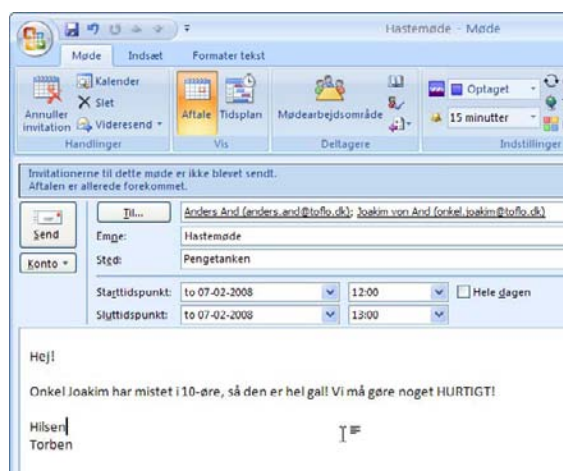 Hastemøde - Møde
Møde Indsæt Formater tekst
Annuller invitation
Kalender
Slet
Videresend
Handlinger
Aftale Tidsplan
Vis
Mødearbejdsområde
Deltagere
Optaget
15 minutter
Indstillinger
Invitationerne til dette møde er ikke blevet sendt.
Aftalen er allerede forekommet.
Send
Konto
Til... Anders And (anders.and@toflo.dk); Joakim von And (onkel.joakim@toflo.dk)
Emne: Hastemøde
Sted: Pengetanken
Starttidspunkt: to 07-02-2008 12:00 Hele dagen
Sluttidspunkt: to 07-02-2008 13:00
Hej!
Onkel Joakim har mistet i 10-øre, så den er hel gal! Vi må gøre noget HURTIGT!
Hilsen
Torben